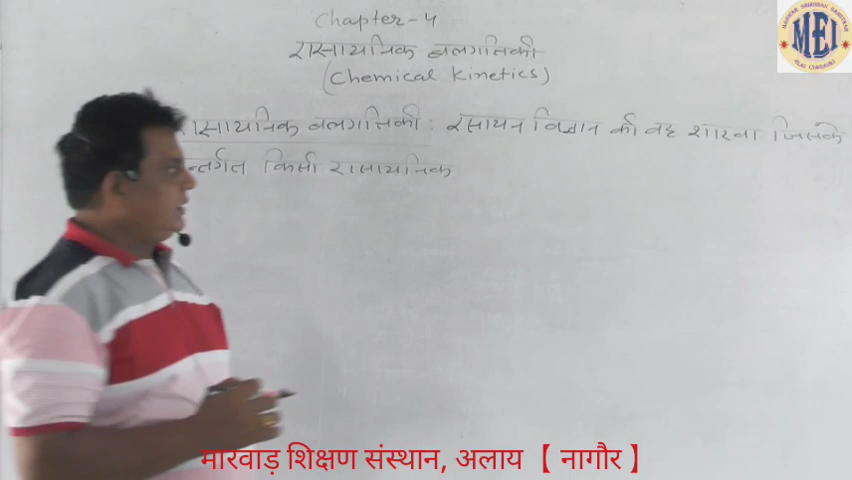 Chapter-4
रासायनिक बलगतिकी
(Chemical Kinetics)
रासायनिक बलगतिकी : रसायन विज्ञान की वह शाखा जिसके
न्तर्गत किसी रासायनिक
MEI
मारवाड़ शिक्षण संस्थान, अलाय 【 नागौर 】